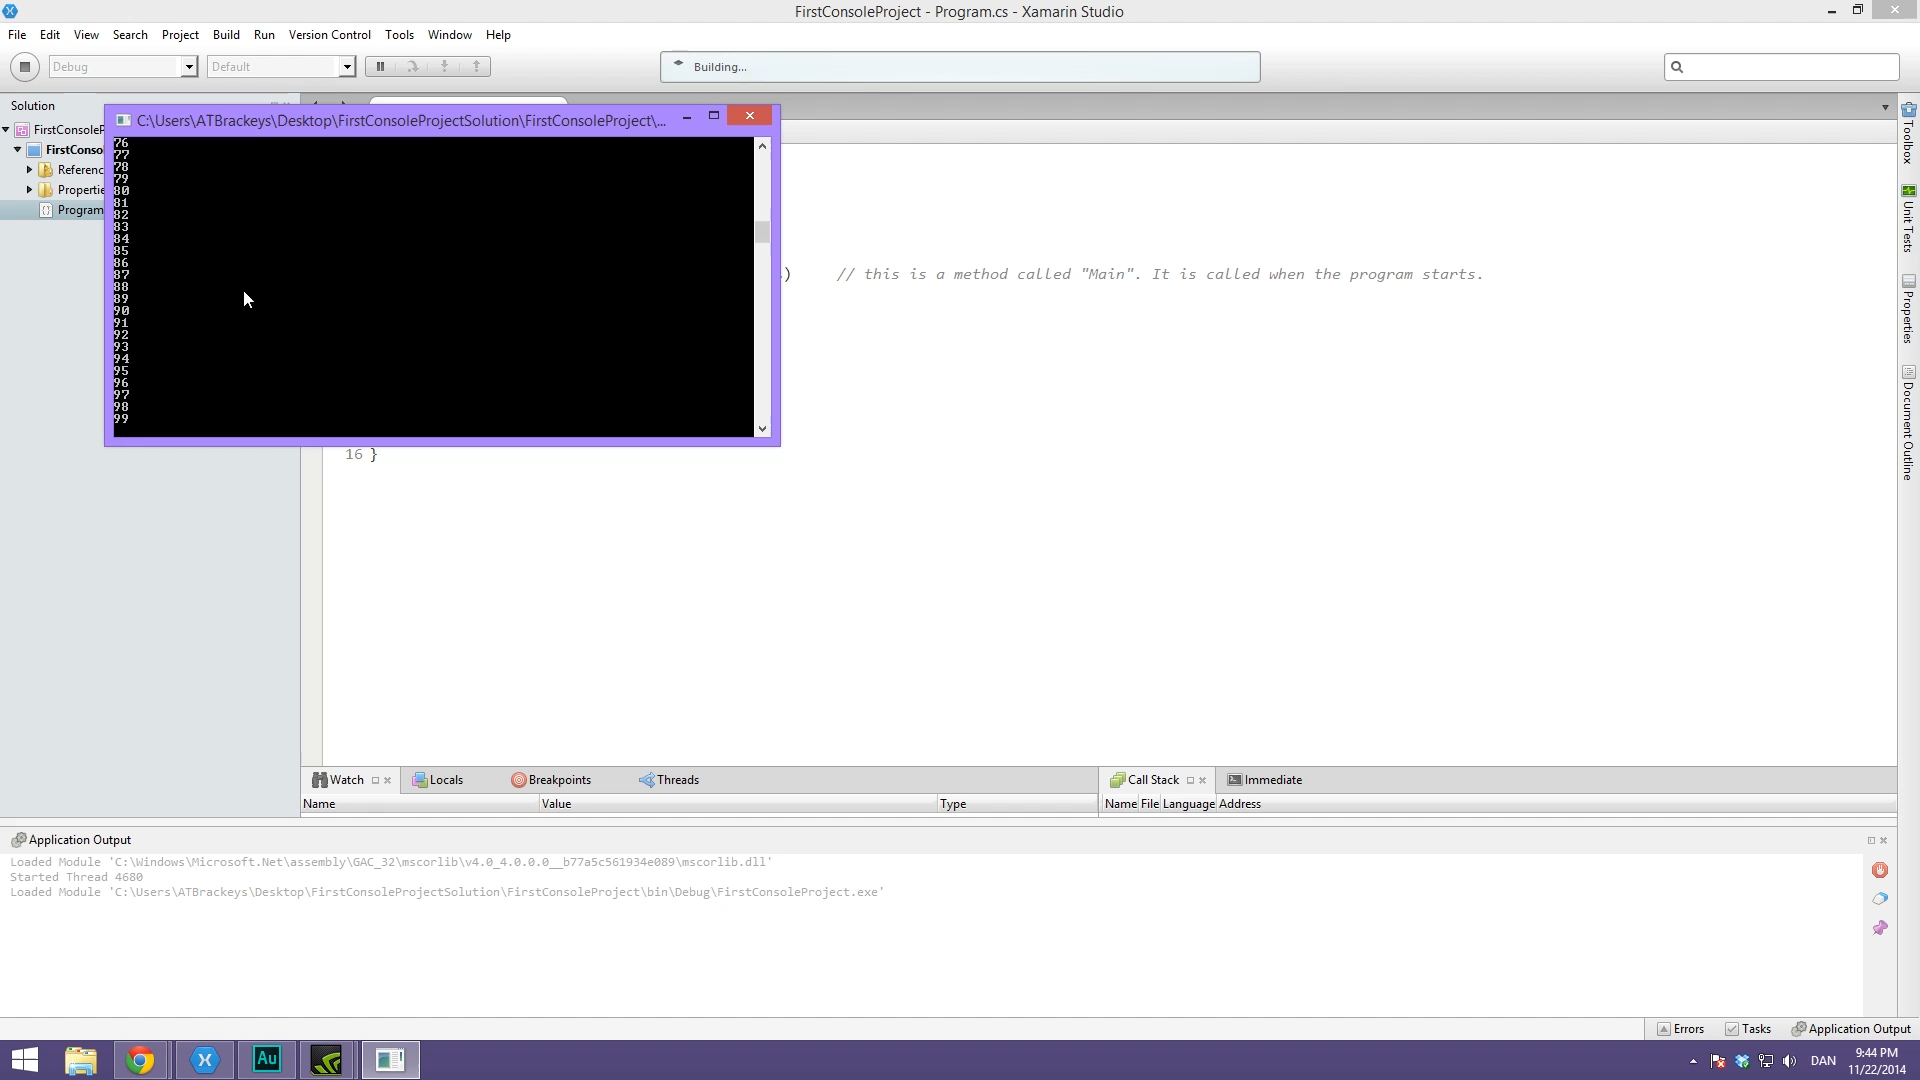 FirstConsoleProject - Program.cs - Xamarin Studio
File Edit View Search Project Build Run Version Control Tools Window Help
Debug Default Building...
Solution
C:\Users\ATBrackeys\Desktop\FirstConsoleProjectSolution\FirstConsoleProject\...
FirstConsoleP
FirstConso
Referenc
Propertie
Program
76
77
78
79
80
81
82
83
84
85
86
87
88
89
90
91
92
93
94
95
96
97
98
99
) // this is a method called "Main". It is called when the program starts.
16 }
Toolbox
Unit Tests
Properties
Document Outline
Watch Locals Breakpoints Threads Call Stack Immediate
Name Value Type Name File Language Address
Application Output
Loaded Module 'C:\Windows\Microsoft.Net\assembly\GAC_32\mscorlib\v4.0_4.0.0.0__b77a5c561934e089\mscorlib.dll'
Started Thread 4680
Loaded Module 'C:\Users\ATBrackeys\Desktop\FirstConsoleProjectSolution\FirstConsoleProject\bin\Debug\FirstConsoleProject.exe'
Errors Tasks Application Output
Au
DAN
9:44 PM
11/22/2014